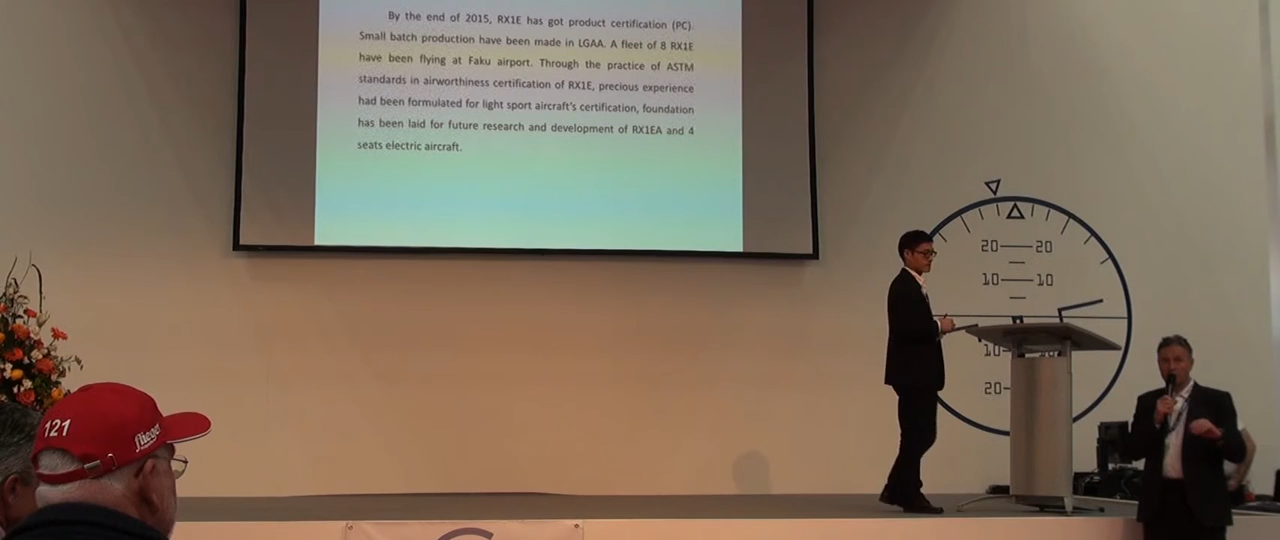 By the end of 2015, RX1E has got product certification (PC).
Small batch production have been made in LGAA. A fleet of 8 RX1E
have been flying at Faku airport. Through the practice of ASTM
standards in airworthiness certification of RX1E, precious experience
had been formulated for light sport aircraft's certification, foundation
has been laid for future research and development of RX1EA and 4
seats electric aircraft.
20 20
10 10
10 10
20
121
flieger